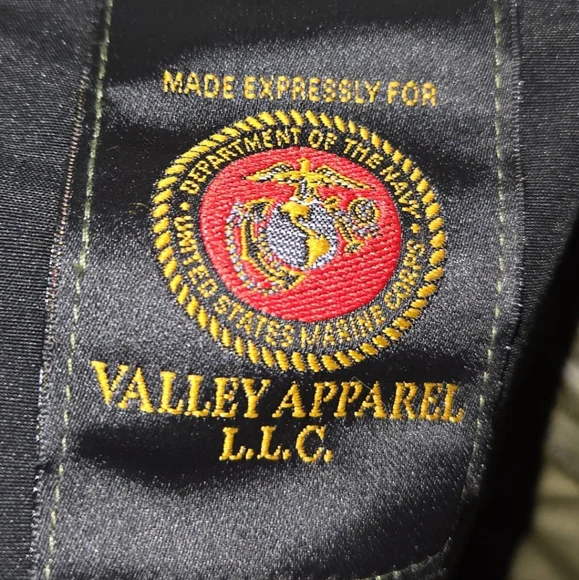 MADE EXPRESSLY FOR
DEPARTMENT OF THE NAVY
UNITED STATES MARINE CORPS
VALLEY APPAREL
L.L.C.